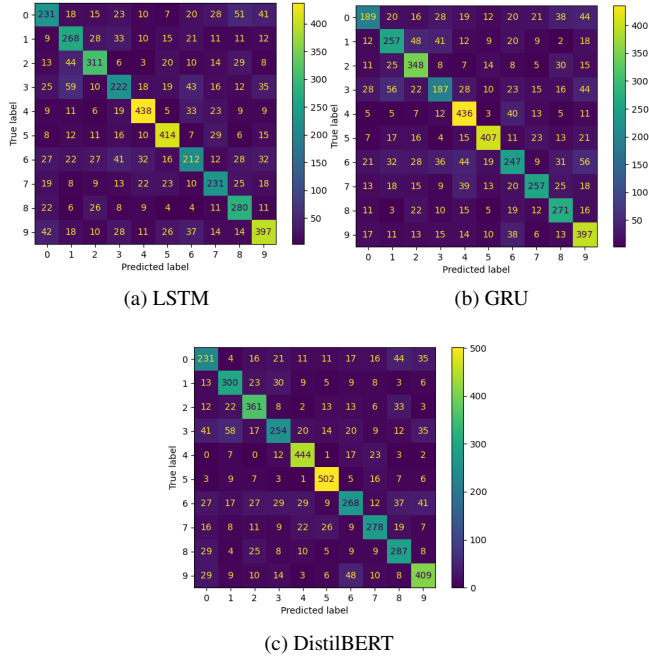 0 231 18 15 23 10 7 20 28 51 41
1 9 268 28 33 10 15 21 11 12 8
2 13 44 311 6 3 20 10 14 29 8
3 25 59 10 222 18 19 43 16 12 35
4 9 11 6 19 438 5 33 23 9 9
5 8 12 11 16 10 414 7 29 6 15
6 27 22 27 41 32 16 212 12 28 32
7 19 8 9 13 22 23 10 231 25 18
8 22 6 26 8 9 4 4 11 280 11
9 42 18 10 28 11 26 37 14 14 397
0 1 2 3 4 5 6 7 8 9
Predicted label
True label
400
350
300
250
200
150
100
50
(a) LSTM
0 189 20 16 28 19 12 20 21 38 44
1 12 257 48 41 12 9 9 20 2 18
2 11 25 348 8 7 14 8 5 30 15
3 28 56 22 187 28 10 23 15 16 44
4 5 5 7 12 436 3 40 13 5 11
5 7 17 16 4 15 407 11 23 13 21
6 21 32 28 36 44 19 247 9 31 56
7 13 18 15 9 39 13 20 257 25 18
8 11 3 22 10 15 5 19 12 271 16
9 17 11 13 15 14 10 38 6 13 397
0 1 2 3 4 5 6 7 8 9
Predicted label
True label
400
350
300
250
200
150
100
50
(b) GRU
0 231 4 16 21 11 11 17 16 44 35
1 13 300 23 30 9 5 9 8 3 6
2 12 22 361 8 2 13 13 6 33 3
3 41 58 17 254 20 14 20 9 12 35
4 0 7 0 12 444 1 17 23 3 2
5 3 9 7 3 1 502 5 16 7 6
6 27 17 27 29 29 9 268 12 37 41
7 16 8 11 9 22 26 9 278 19 7
8 29 4 25 8 10 5 9 9 287 8
9 29 9 10 14 3 6 48 10 8 409
0 1 2 3 4 5 6 7 8 9
Predicted label
True label
500
400
300
200
100
0
(c) DistilBERT